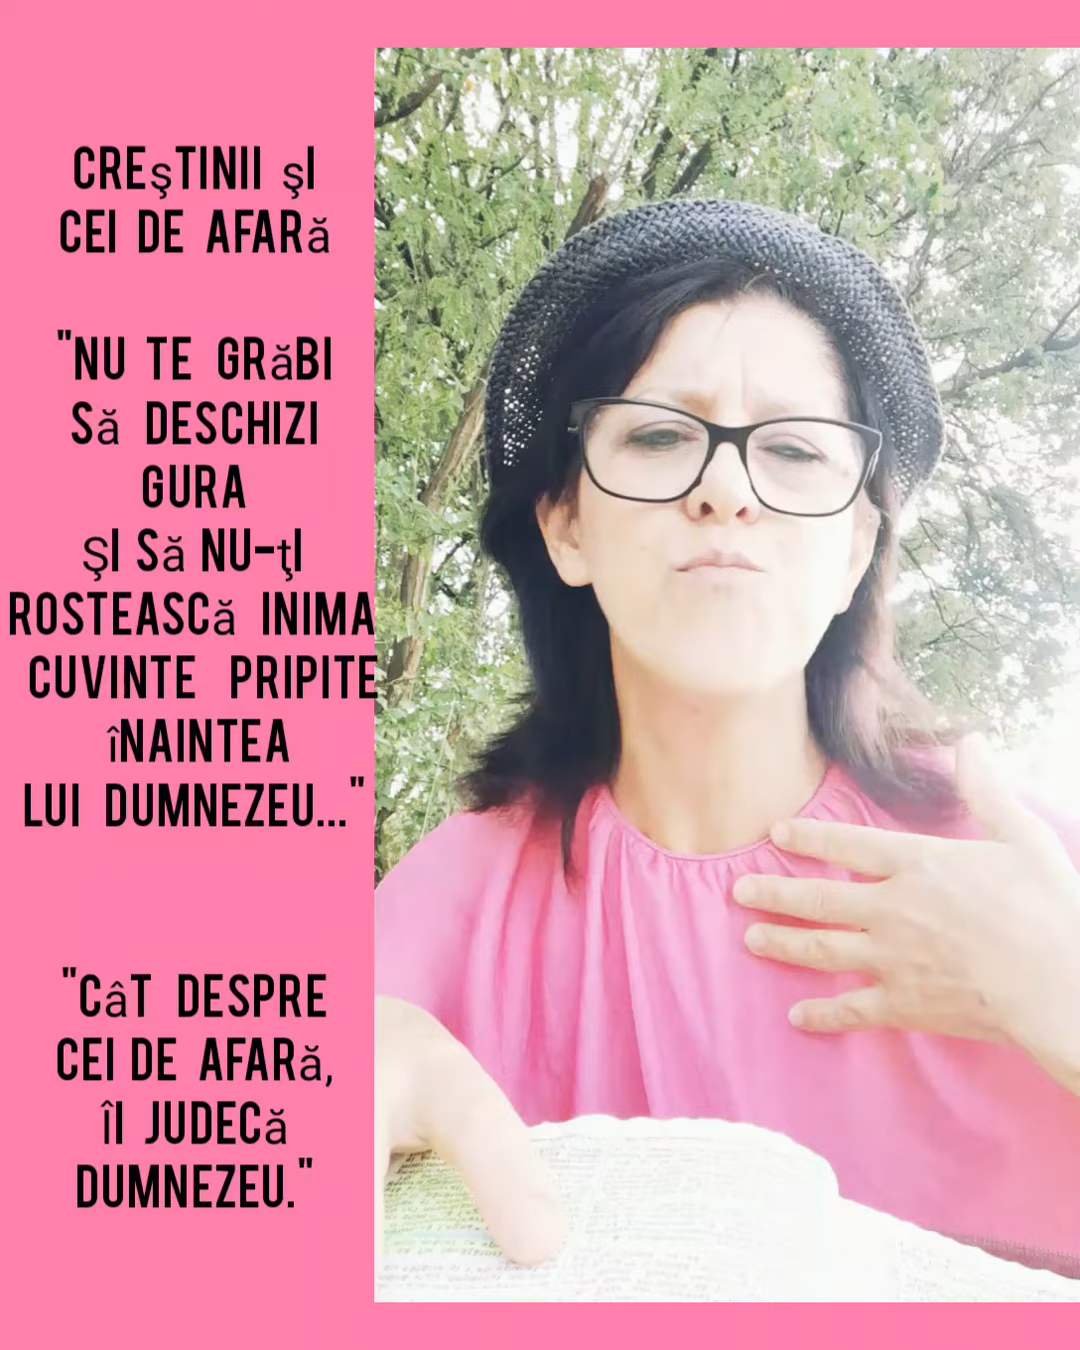 CREşTINII şI
CEI DE AFARă
"NU TE GRăBI
Să DESCHIZI
GURA
ŞI Să NU-ţI
ROSTEASCă INIMA
CUVINTE PRIPITE
îNAINTEA
LUI DUMNEZEU..."
"CâT DESPRE
CEI DE AFARă,
ÎI JUDECă
DUMNEZEU."